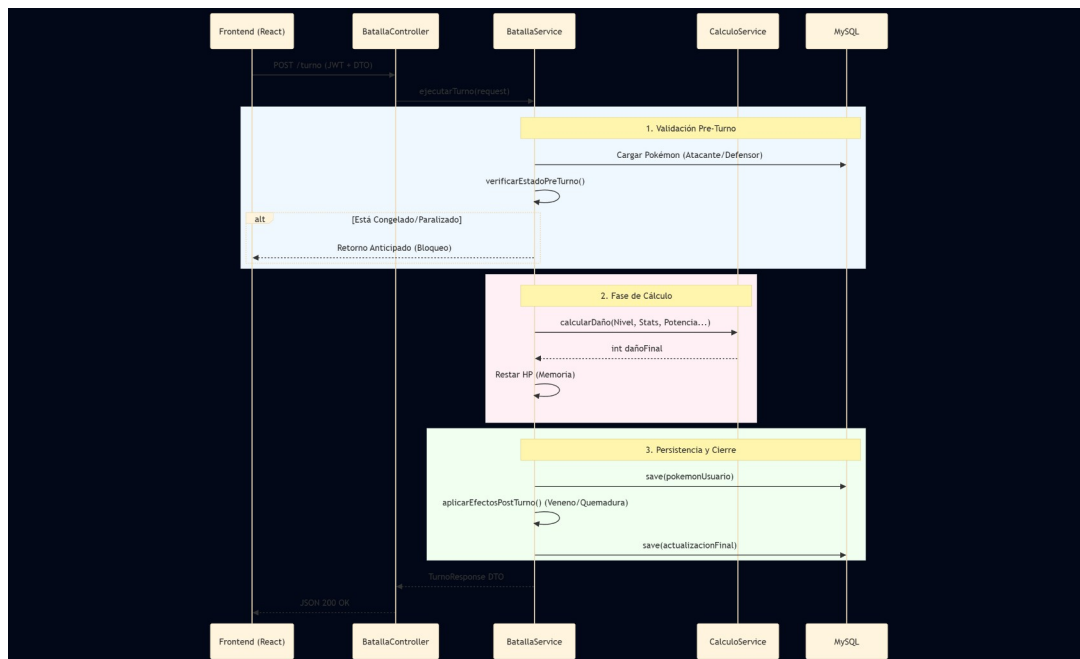 Frontend (React)
BatallaController
BatallaService
CalculoService
MySQL
POST /turno (JWT + DTO)
ejecutarTurno(request)
1. Validación Pre-Turno
Cargar Pokémon (Atacante/Defensor)
verificarEstadoPreTurno()
alt
[Está Congelado/Paralizado]
Retorno Anticipado (Bloqueo)
2. Fase de Cálculo
calcularDaño(Nivel, Stats, Potencia...)
int dañoFinal
Restar HP (Memoria)
3. Persistencia y Cierre
save(pokemonUsuario)
aplicarEfectosPostTurno() (Veneno/Quemadura)
save(actualizacionFinal)
TurnoResponse DTO
JSON 200 OK
Frontend (React)
BatallaController
BatallaService
CalculoService
MySQL